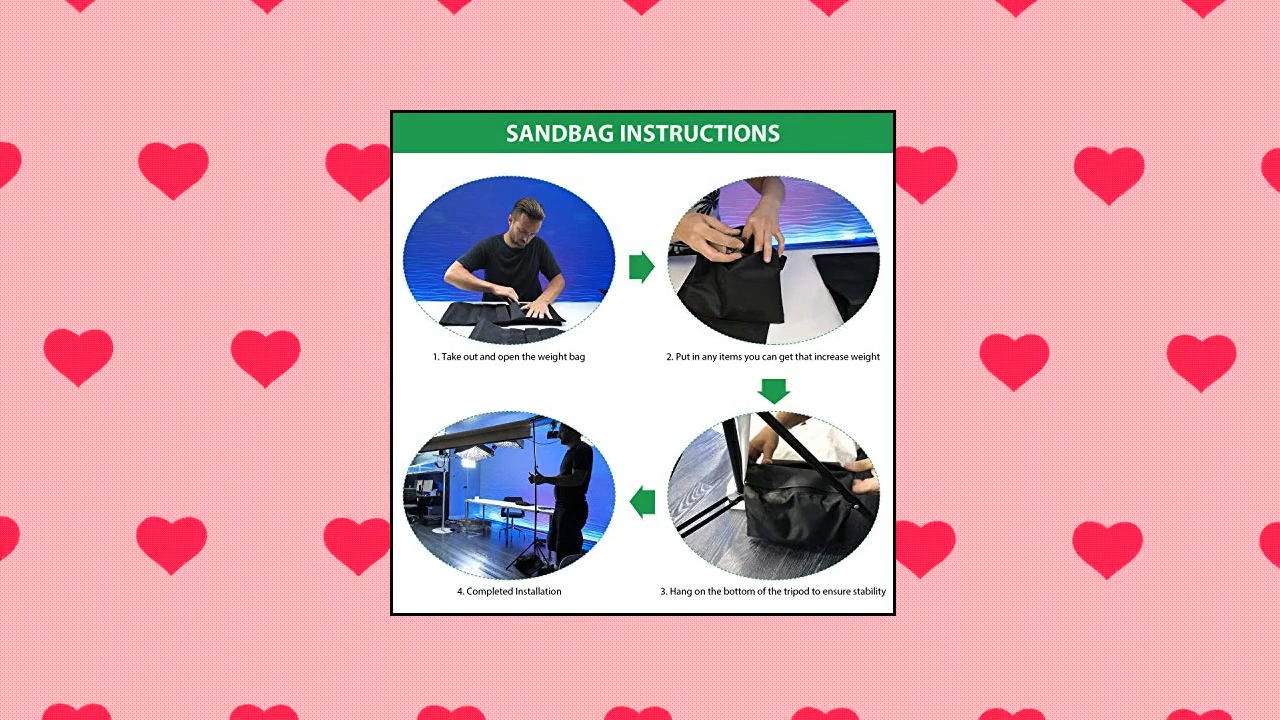 SANDBAG INSTRUCTIONS
1. Take out and open the weight bag
2. Put in any items you can get that increase weight
4. Completed Installation
3. Hang on the bottom of the tripod to ensure stability